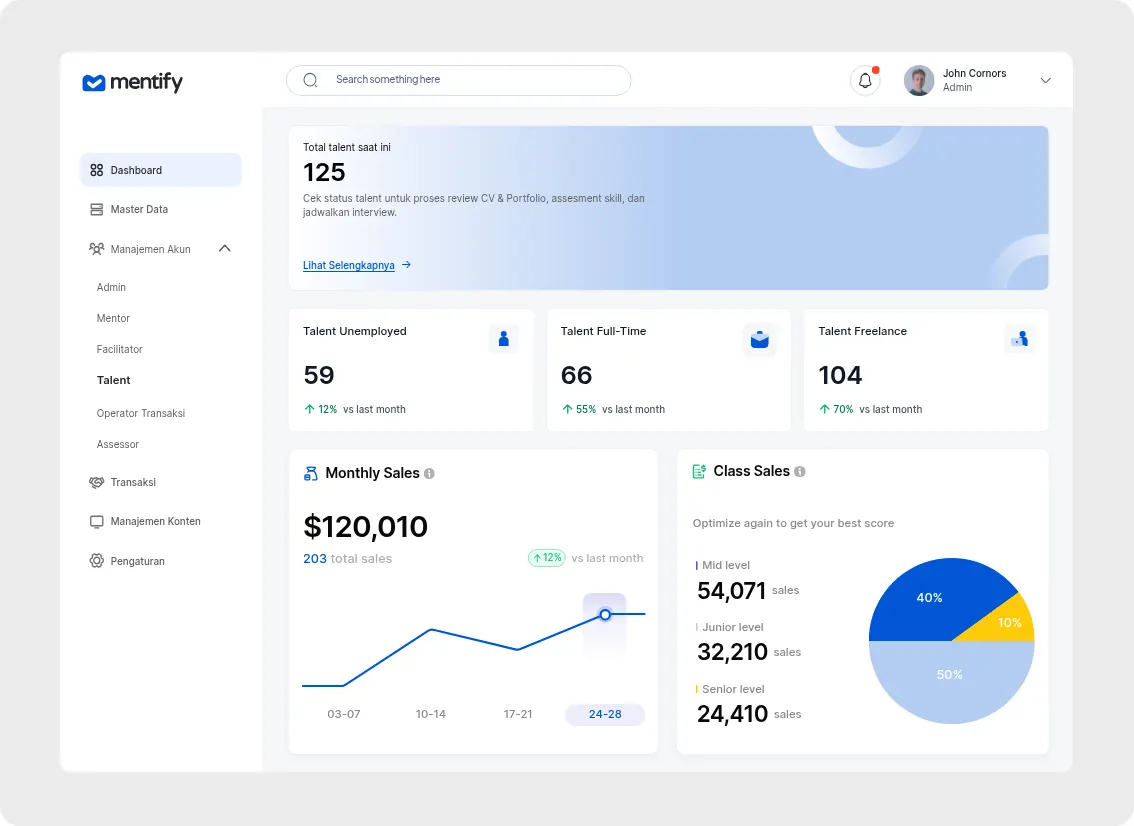 mentify
Search something here
John Cornors
Admin
Dashboard
Master Data
Manajemen Akun
Admin
Mentor
Facilitator
Talent
Operator Transaksi
Assessor
Transaksi
Manajemen Konten
Pengaturan
Total talent saat ini
125
Cek status talent untuk proses review CV & Portfolio, assesment skill, dan
jadwalkan interview.
Lihat Selengkapnya →
Talent Unemployed
59
↑ 12% vs last month
Talent Full-Time
66
↑ 55% vs last month
Talent Freelance
104
↑ 70% vs last month
Monthly Sales
$120,010
203 total sales
↑ 12% vs last month
03-07 10-14 17-21 24-28
Class Sales
Optimize again to get your best score
Mid level
54,071 sales
Junior level
32,210 sales
Senior level
24,410 sales
40%
10%
50%